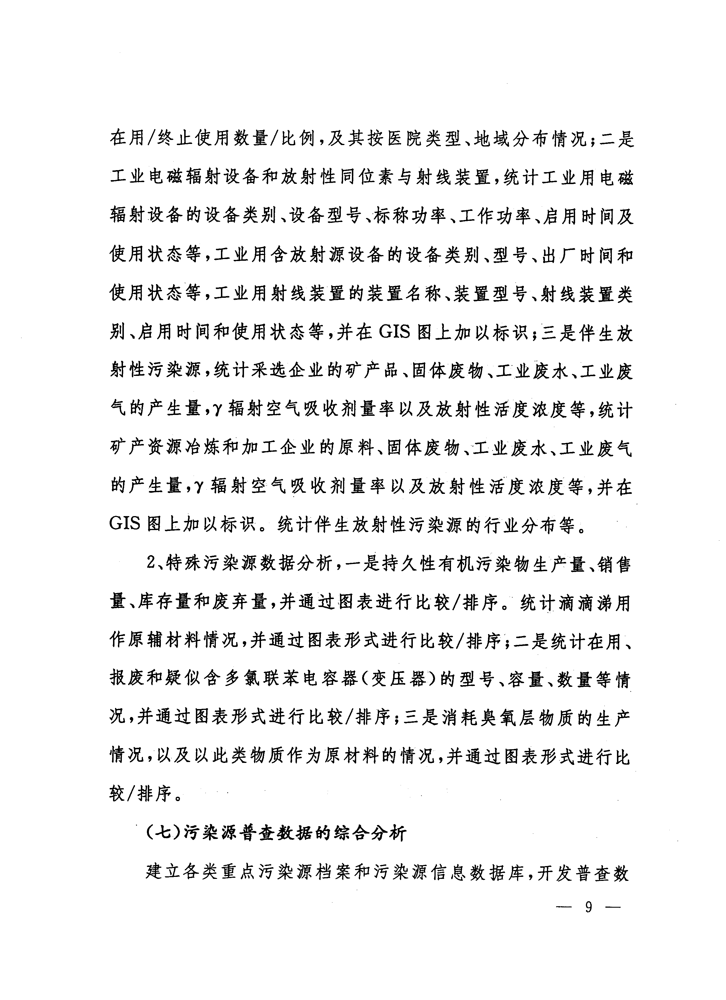 在用/终止使用数量/比例,及其按医院类型、地域分布情况;二是
工业电磁辐射设备和放射性同位素与射线装置,统计工业用电磁
辐射设备的设备类别、设备型号、标称功率、工作功率、启用时间及
使用状态等,工业用含放射源设备的设备类别、型号、出厂时间和
使用状态等,工业用射线装置的装置名称、装置型号、射线装置类
别、启用时间和使用状态等,并在 GIS 图上加以标识;三是伴生放
射性污染源,统计采选企业的矿产品、固体废物、工业废水、工业废
气的产生量,γ 辐射空气吸收剂量率以及放射性活度浓度等,统计
矿产资源冶炼和加工企业的原料、固体废物、工业废水、工业废气
的产生量,γ 辐射空气吸收剂量率以及放射性活度浓度等,并在
GIS 图上加以标识。统计伴生放射性污染源的行业分布等。
2、特殊污染源数据分析,一是持久性有机污染物生产量、销售
量、库存量和废弃量,并通过图表进行比较/排序。统计滴滴涕用
作原辅材料情况,并通过图表形式进行比较/排序;二是统计在用、
报废和疑似含多氯联苯电容器(变压器)的型号、容量、数量等情
况,并通过图表形式进行比较/排序;三是消耗臭氧层物质的生产
情况,以及以此类物质作为原材料的情况,并通过图表形式进行比
较/排序。
(七)污染源普查数据的综合分析
建立各类重点污染源档案和污染源信息数据库,开发普查数
— 9 —